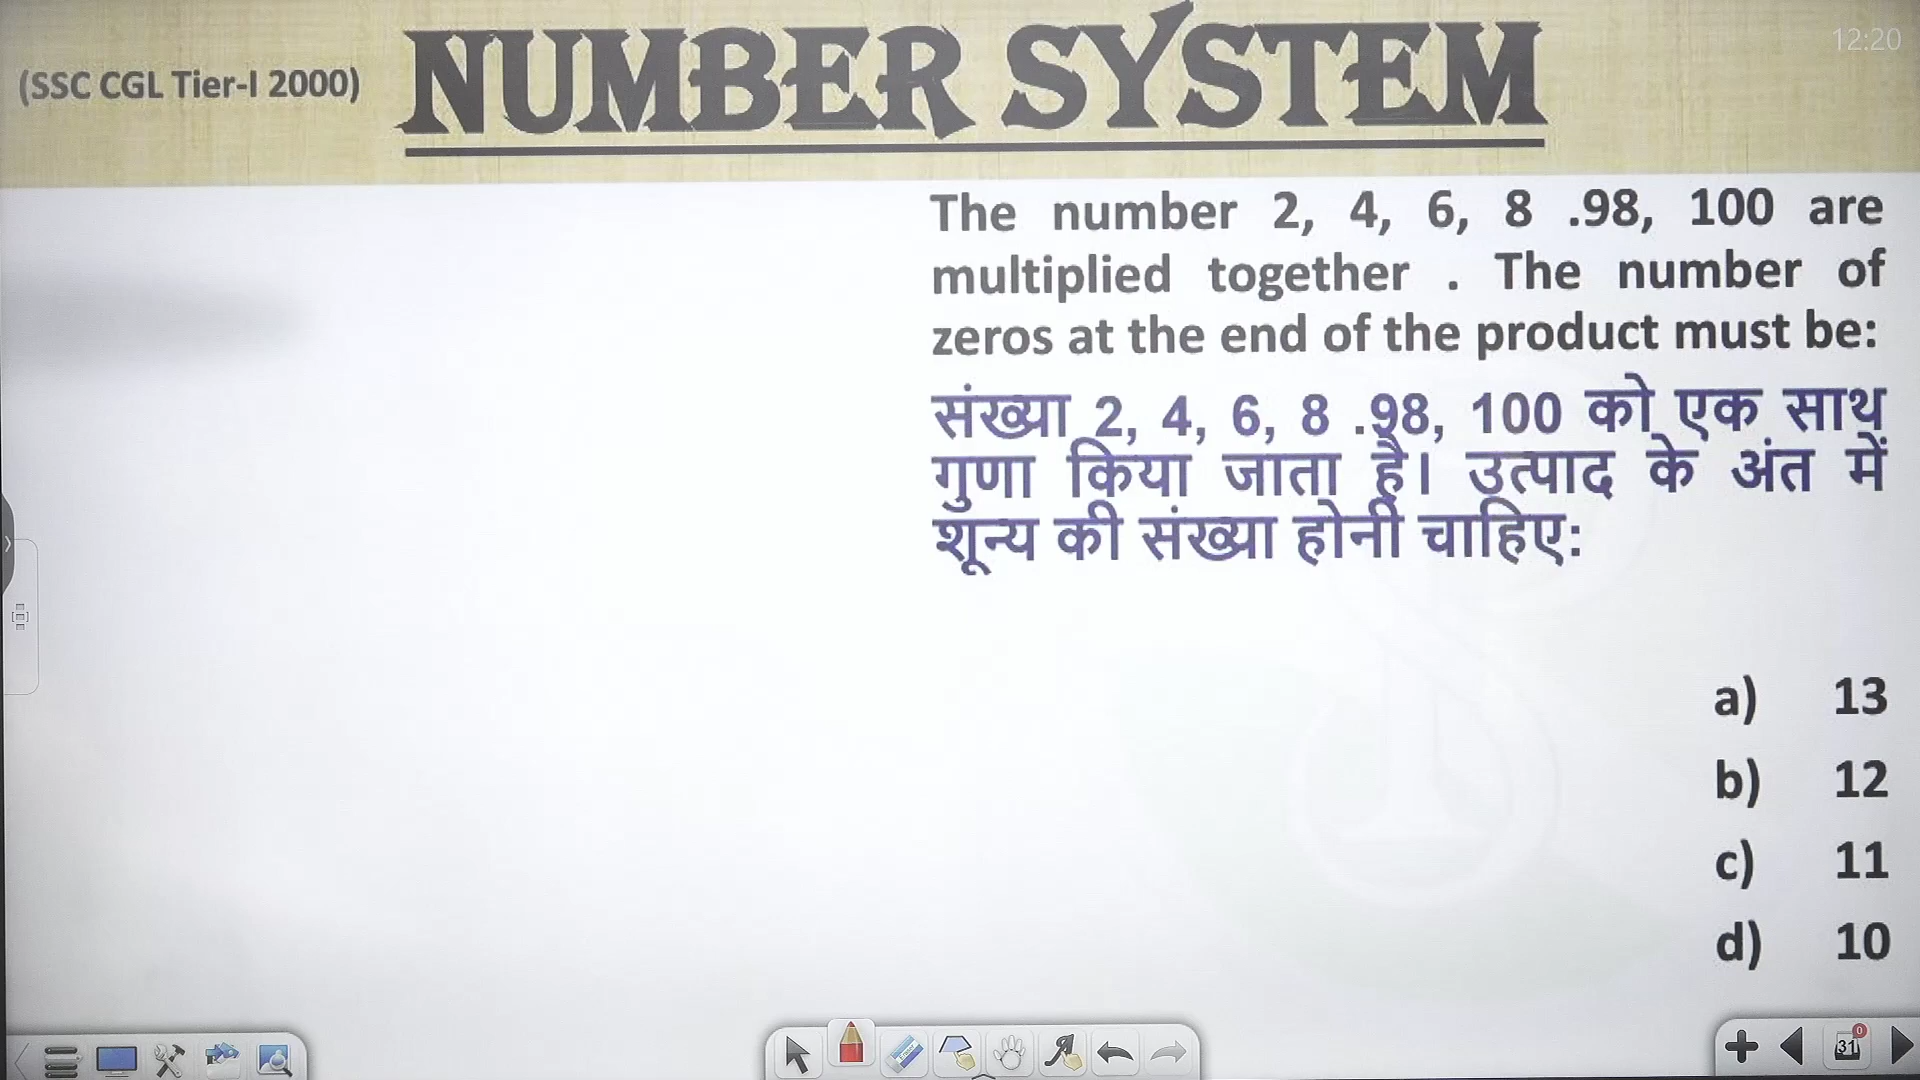 12:20
(SSC CGL Tier-I 2000)
NUMBER SYSTEM
The number 2, 4, 6, 8 .98, 100 are
multiplied together . The number of
zeros at the end of the product must be:
संख्या 2, 4, 6, 8 .98, 100 को एक साथ
गुणा किया जाता है। उत्पाद के अंत में
शून्य की संख्या होनी चाहिए:
a) 13
b) 12
c) 11
d) 10
31
0